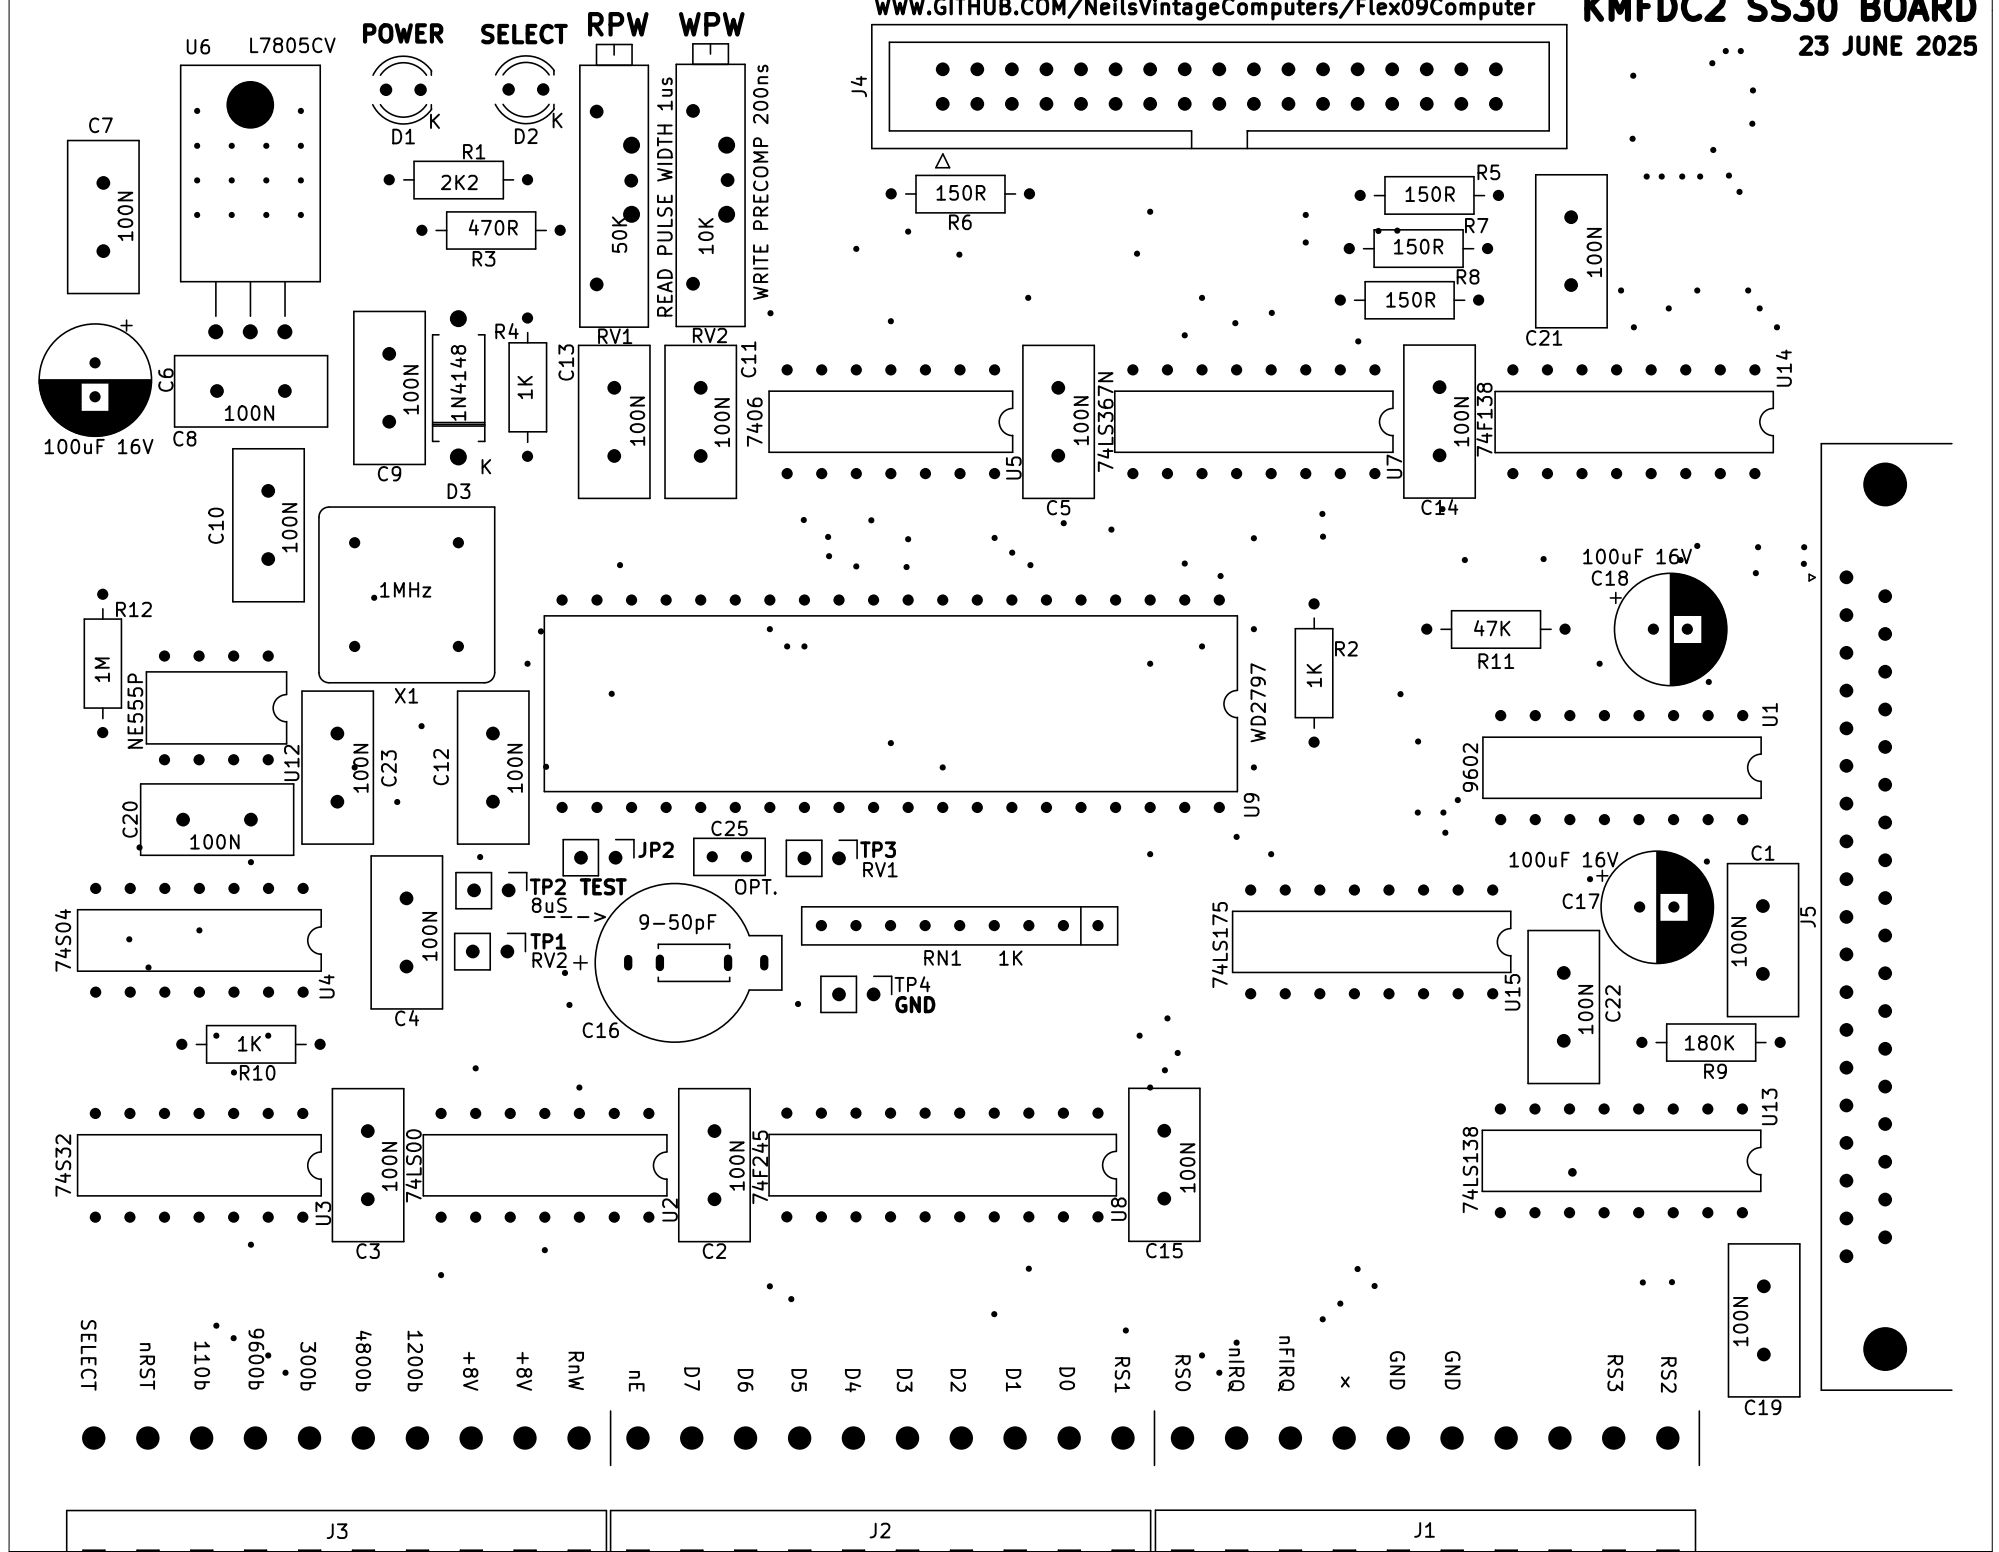 WWW.GITHUB.COM/NeilsVintageComputers/Flex09Computer
KMFDC2 SS30 BOARD
23 JUNE 2025
U6
L7805CV
POWER
SELECT
RPW
WPW
J4
C7
100N
K
D1
K
D2
R1
2K2
470R
R3
50K
READ PULSE WIDTH 1us
10K
WRITE PRECOMP 200ns
RV1
RV2
150R
R6
R5
150R
R7
150R
R8
150R
100N
C21
100uF 16V
C6
100N
C8
100N
C9
1N4148
K
D3
R4
1K
C13
100N
C11
100N
7406
U5
100N
C5
74LS367N
U7
100N
C14
74F138
U14
C10
100N
1MHz
X1
R12
1M
NE555P
U12
100N
C23
C12
100N
WD2797
U9
R2
1K
47K
R11
100uF 16V
C18
9602
U1
C20
100N
JP2
C25
OPT.
TP3
RV1
TP2
TEST
8uS
--->
TP1
RV2
9-50pF
C16
RN1
1K
TP4
GND
74S04
U4
100N
C4
1K
R10
74LS175
U15
100uF 16V
C17
100N
C22
C1
100N
J5
180K
R9
74S32
U3
100N
C3
74LS00
U2
100N
C2
74F245
U8
100N
C15
74LS138
U13
100N
C19
SELECT
nRST
110b
9600b
300b
4800b
1200b
+8V
+8V
RnW
nE
D7
D6
D5
D4
D3
D2
D1
D0
RS1
RS0
nIRQ
nFIRQ
x
GND
GND
RS3
RS2
J3
J2
J1